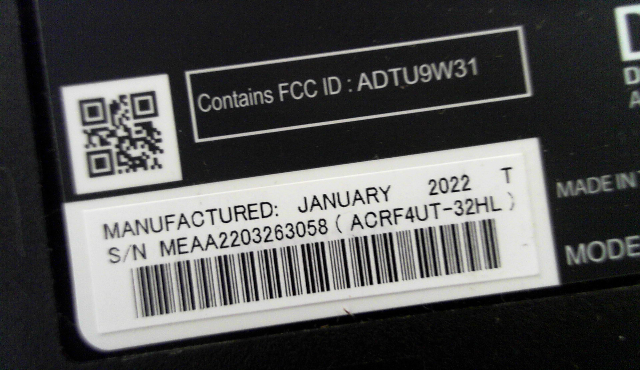 Contains FCC ID : ADTU9W31
MANUFACTURED: JANUARY 2022 T
S/N MEAA2203263058 ( ACRF4UT-32HL )
MADE IN
MODE